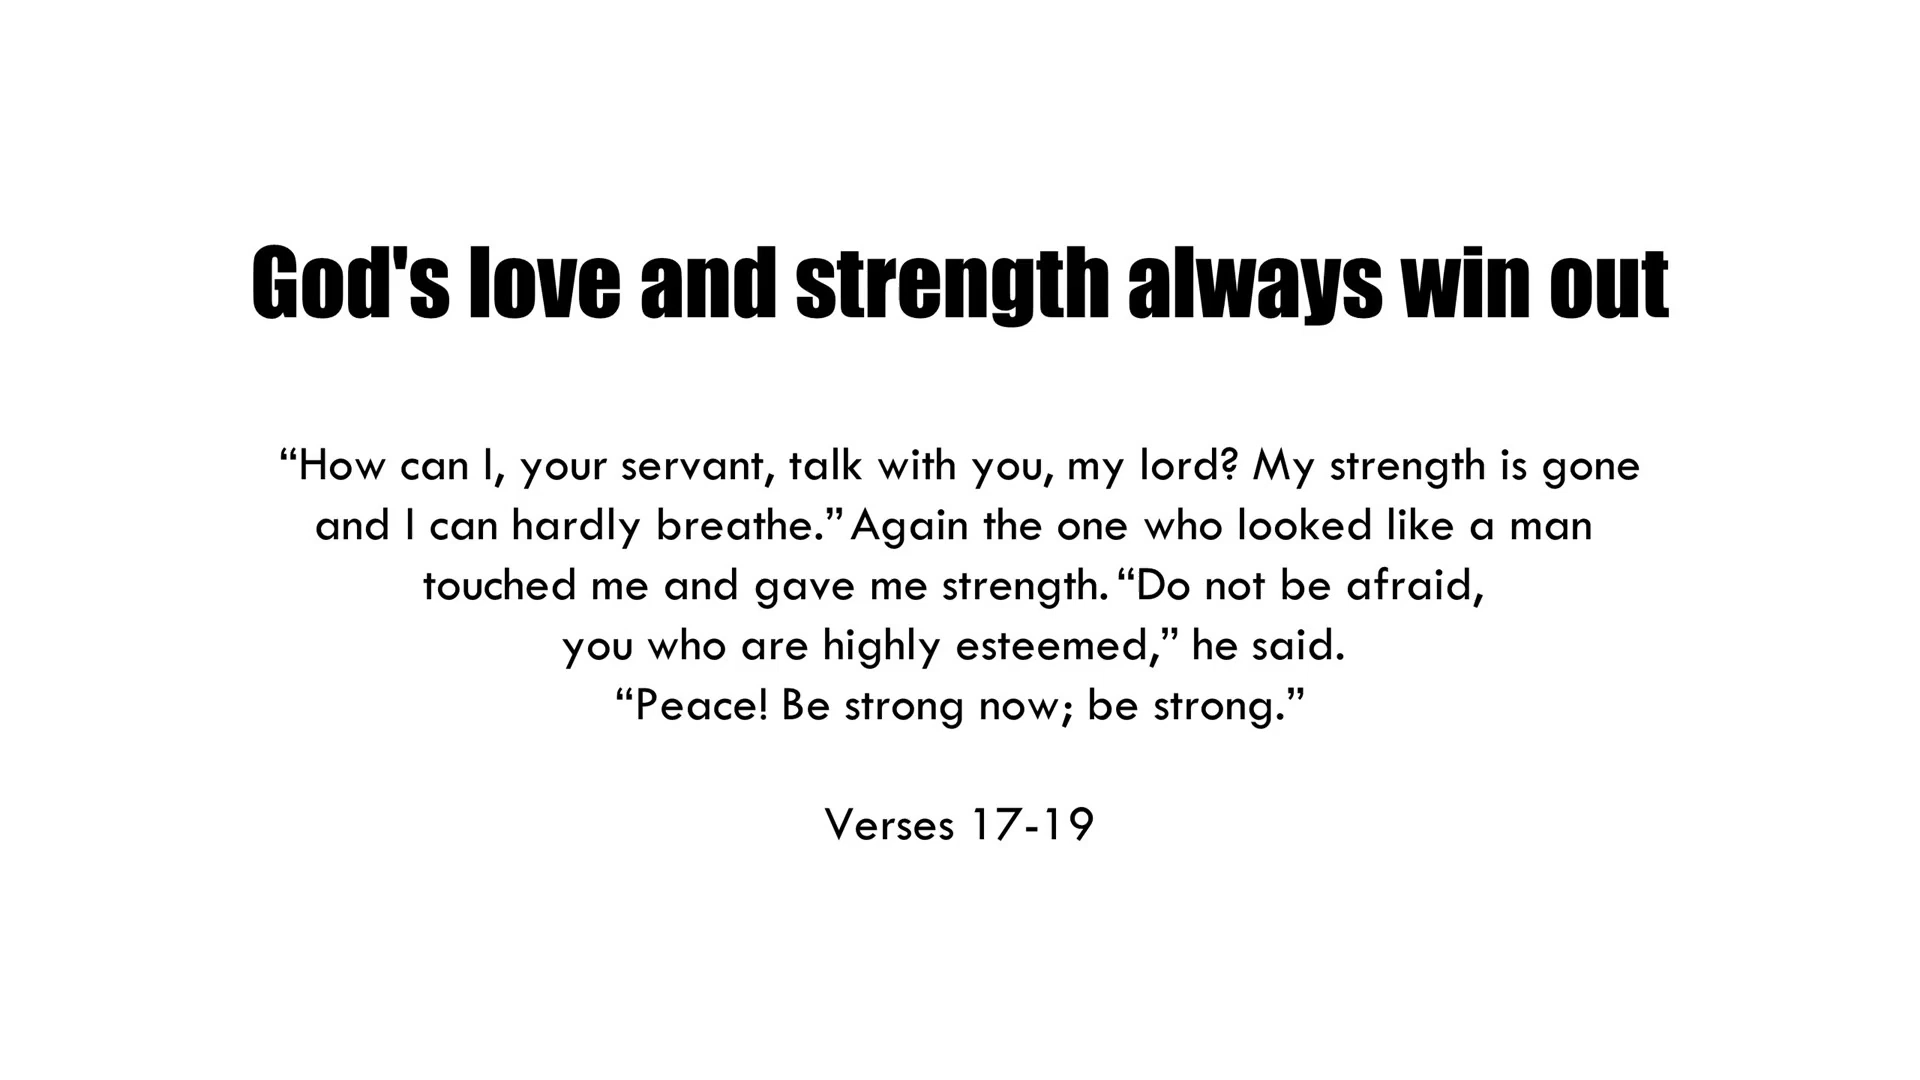 God's love and strength always win out
“How can I, your servant, talk with you, my lord? My strength is gone
and I can hardly breathe.” Again the one who looked like a man
touched me and gave me strength. “Do not be afraid,
you who are highly esteemed,” he said.
“Peace! Be strong now; be strong.”
Verses 17-19